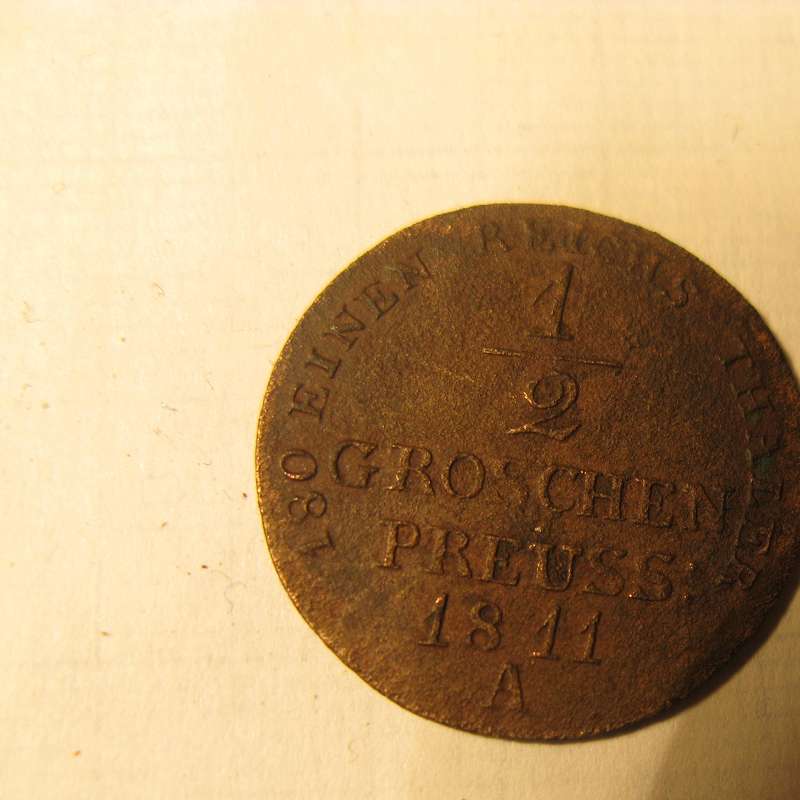 180 EINEN REICHS THALER
1
2
GROSCHEN
PREUSS:
1811
A